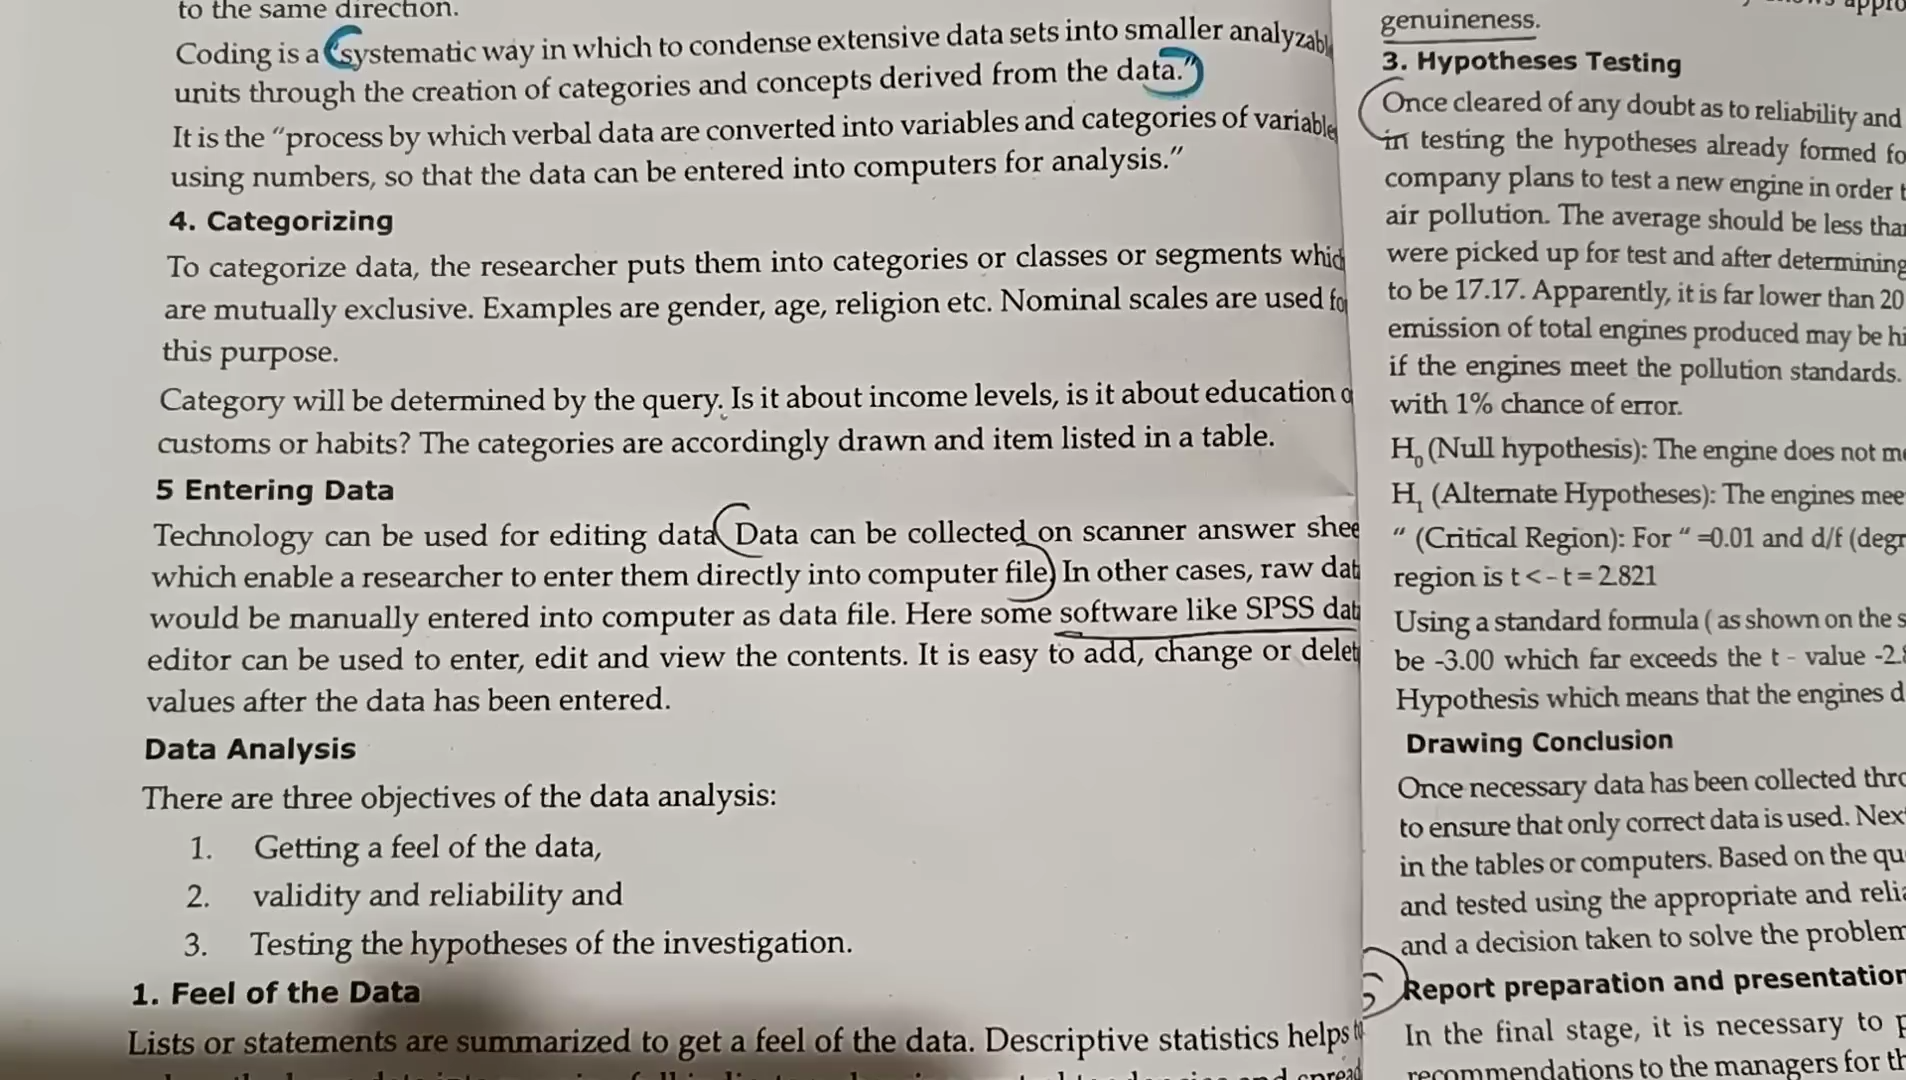 to the same direction.
Coding is a “systematic way in which to condense extensive data sets into smaller analyzabl
units through the creation of categories and concepts derived from the data.”
It is the “process by which verbal data are converted into variables and categories of variable
using numbers, so that the data can be entered into computers for analysis.”
4. Categorizing
To categorize data, the researcher puts them into categories or classes or segments whic
are mutually exclusive. Examples are gender, age, religion etc. Nominal scales are used fo
this purpose.
Category will be determined by the query. Is it about income levels, is it about education o
customs or habits? The categories are accordingly drawn and item listed in a table.
5 Entering Data
Technology can be used for editing data Data can be collected on scanner answer shee
which enable a researcher to enter them directly into computer file. In other cases, raw dat
would be manually entered into computer as data file. Here some software like SPSS dat
editor can be used to enter, edit and view the contents. It is easy to add, change or delet
values after the data has been entered.
Data Analysis
There are three objectives of the data analysis:
1. Getting a feel of the data,
2. validity and reliability and
3. Testing the hypotheses of the investigation.
1. Feel of the Data
Lists or statements are summarized to get a feel of the data. Descriptive statistics helps to
genuineness.
3. Hypotheses Testing
Once cleared of any doubt as to reliability and
in testing the hypotheses already formed fo
company plans to test a new engine in order t
air pollution. The average should be less than
were picked up for test and after determining
to be 17.17. Apparently, it is far lower than 20
emission of total engines produced may be hi
if the engines meet the pollution standards.
with 1% chance of error.
H0 (Null hypothesis): The engine does not me
H1 (Alternate Hypotheses): The engines mee
“ (Critical Region): For “ =0.01 and d/f (degr
region is t < - t = 2.821
Using a standard formula ( as shown on the s
be -3.00 which far exceeds the t - value -2.8
Hypothesis which means that the engines d
Drawing Conclusion
Once necessary data has been collected thro
to ensure that only correct data is used. Next
in the tables or computers. Based on the qu
and tested using the appropriate and relia
and a decision taken to solve the problem
Report preparation and presentation
In the final stage, it is necessary to p
recommendations to the managers for th